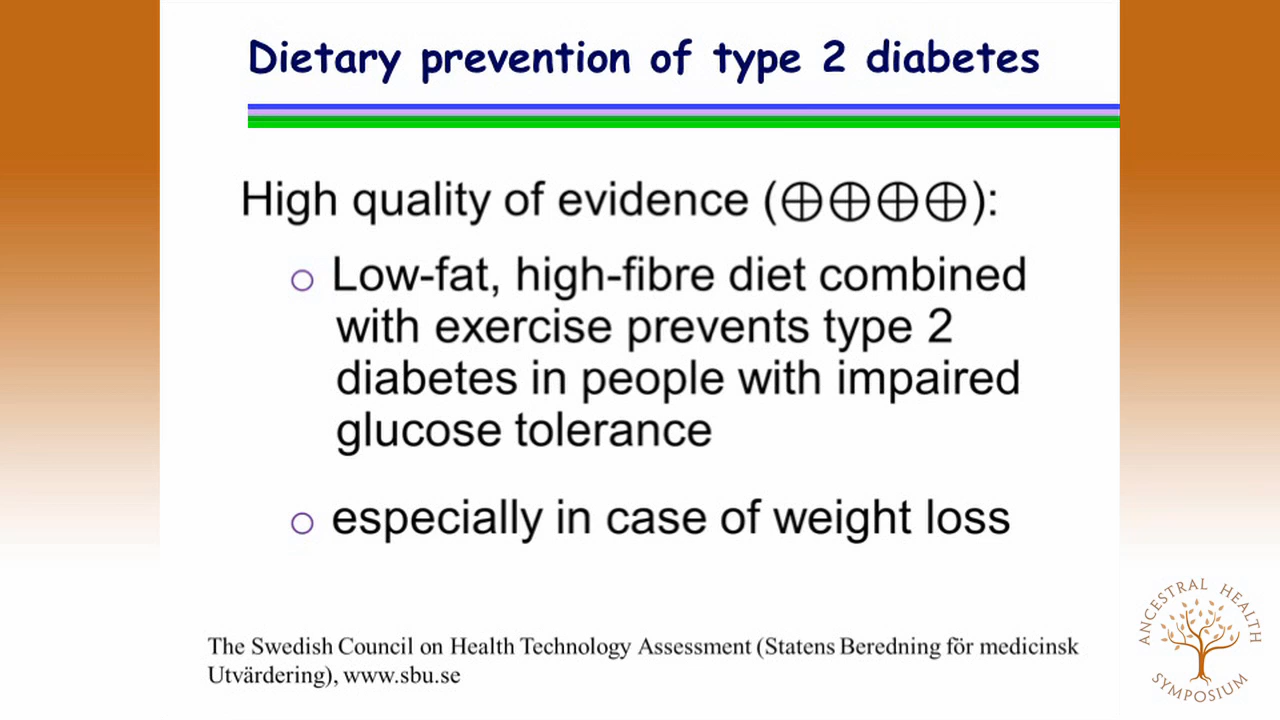 Dietary prevention of type 2 diabetes
High quality of evidence (⊕⊕⊕⊕):
○ Low-fat, high-fibre diet combined
with exercise prevents type 2
diabetes in people with impaired
glucose tolerance
○ especially in case of weight loss
The Swedish Council on Health Technology Assessment (Statens Beredning för medicinsk
Utvärdering), www.sbu.se
ANCESTRAL HEALTH
SYMPOSIUM